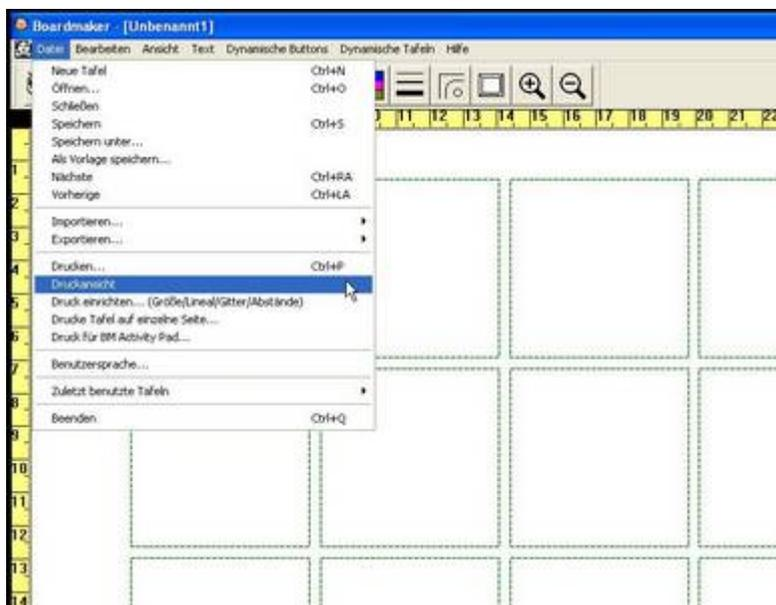 Boardmaker - [Unbenannt1]
Datei Bearbeiten Ansicht Text Dynamische Buttons Dynamische Tafeln Hilfe
Neue Tafel Ctrl+N
Öffnen... Ctrl+O
Schließen
Speichern Ctrl+S
Speichern unter...
Als Vorlage speichern...
Nächste Ctrl+RA
Vorherige Ctrl+LA
Importieren...
Exportieren...
Drucken... Ctrl+P
Druckansicht
Druck einrichten... (Größe/Lineal/Gitter/Abstände)
Drucke Tafel auf einzelne Seite...
Druck für BM Activity Pad...
Benutzersprache...
Zuletzt benutzte Tafeln
Beenden Ctrl+Q
11 12 13 14 15 16 17 18 19 20 21 22
1
2
3
4
5
6
7
8
9
10
11
12
13
14